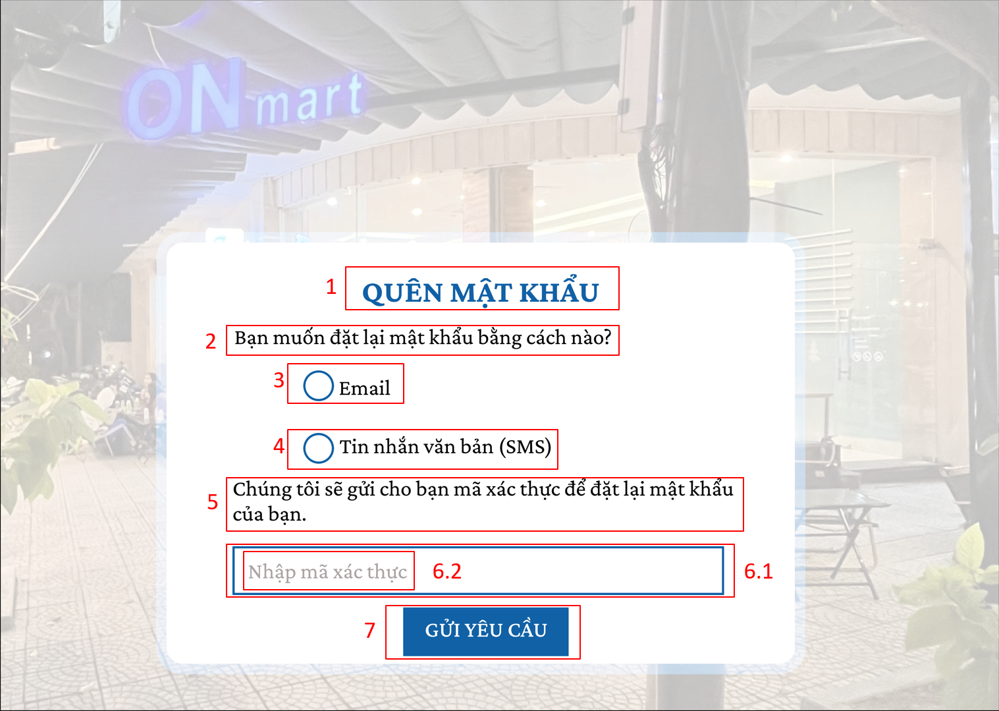 ON mart
1 QUÊN MẬT KHẨU
2 Bạn muốn đặt lại mật khẩu bằng cách nào?
3 Email
4 Tin nhắn văn bản (SMS)
5 Chúng tôi sẽ gửi cho bạn mã xác thực để đặt lại mật khẩu
của bạn.
Nhập mã xác thực 6.2 6.1
7 GỬI YÊU CẦU